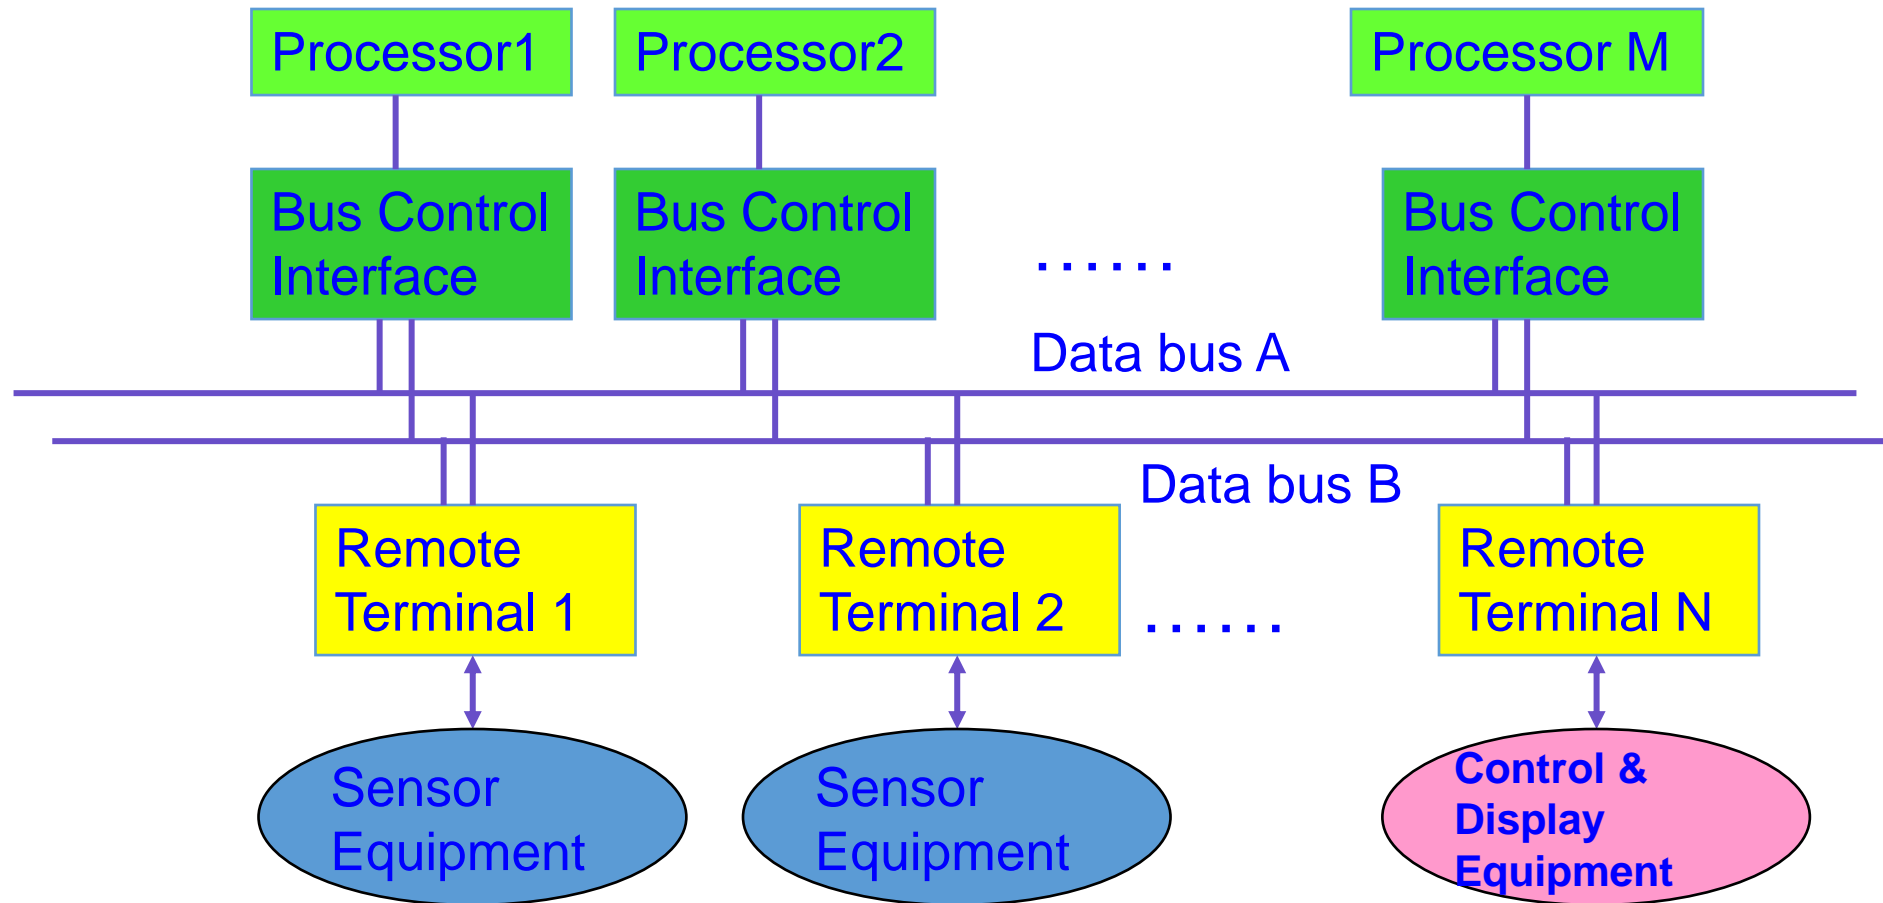 Processor1
Processor2
Processor M
Bus Control
Interface
Bus Control
Interface
......
Bus Control
Interface
Data bus A
Data bus B
Remote
Terminal 1
Remote
Terminal 2
......
Remote
Terminal N
Sensor
Equipment
Sensor
Equipment
Control &
Display
Equipment